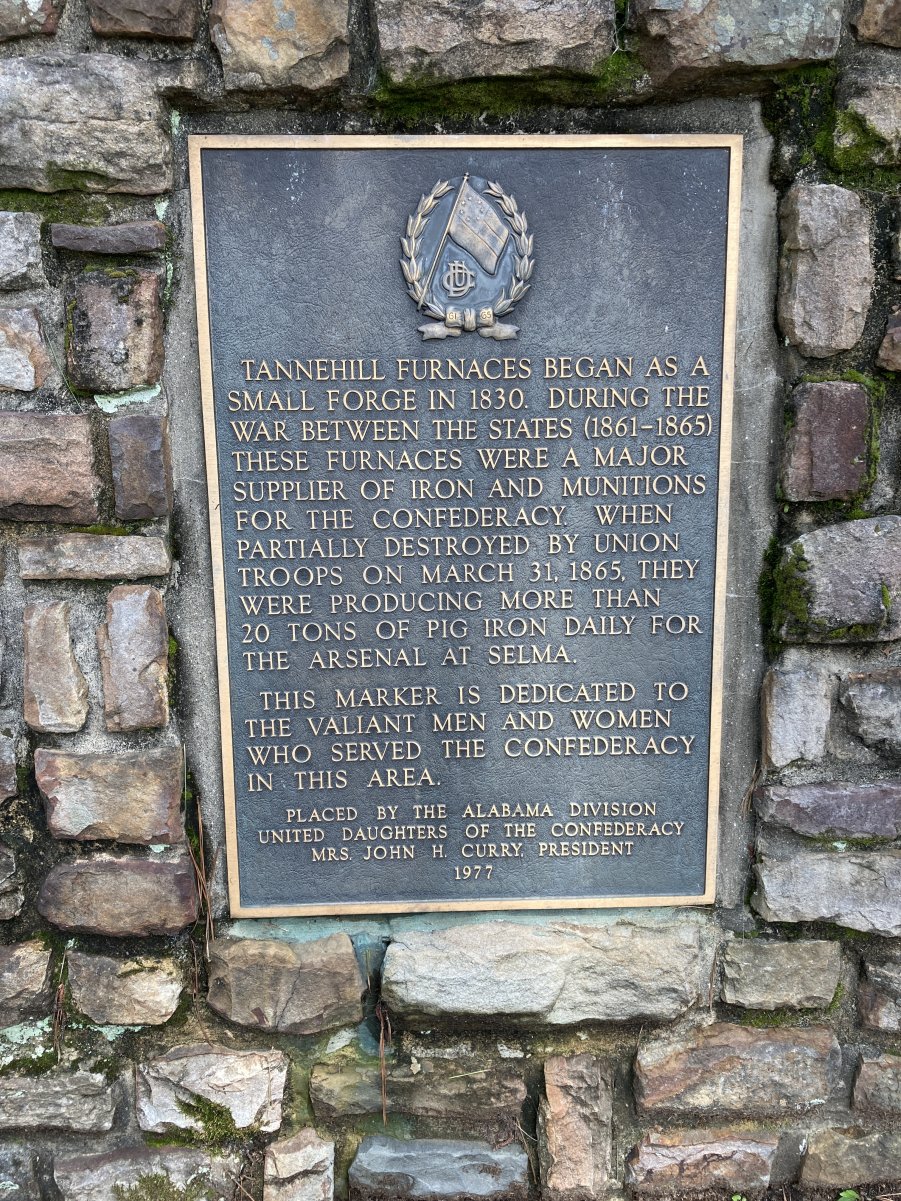 UDC
61 65
TANNEHILL FURNACES BEGAN AS A
SMALL FORGE IN 1830. DURING THE
WAR BETWEEN THE STATES (1861-1865)
THESE FURNACES WERE A MAJOR
SUPPLIER OF IRON AND MUNITIONS
FOR THE CONFEDERACY. WHEN
PARTIALLY DESTROYED BY UNION
TROOPS ON MARCH 31, 1865, THEY
WERE PRODUCING MORE THAN
20 TONS OF PIG IRON DAILY FOR
THE ARSENAL AT SELMA.
THIS MARKER IS DEDICATED TO
THE VALIANT MEN AND WOMEN
WHO SERVED THE CONFEDERACY
IN THIS AREA.
PLACED BY THE ALABAMA DIVISION
UNITED DAUGHTERS OF THE CONFEDERACY
MRS. JOHN H. CURRY, PRESIDENT
1977